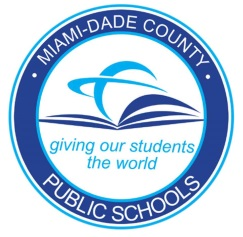 MIAMI-DADE COUNTY
giving our students
the world
PUBLIC SCHOOLS